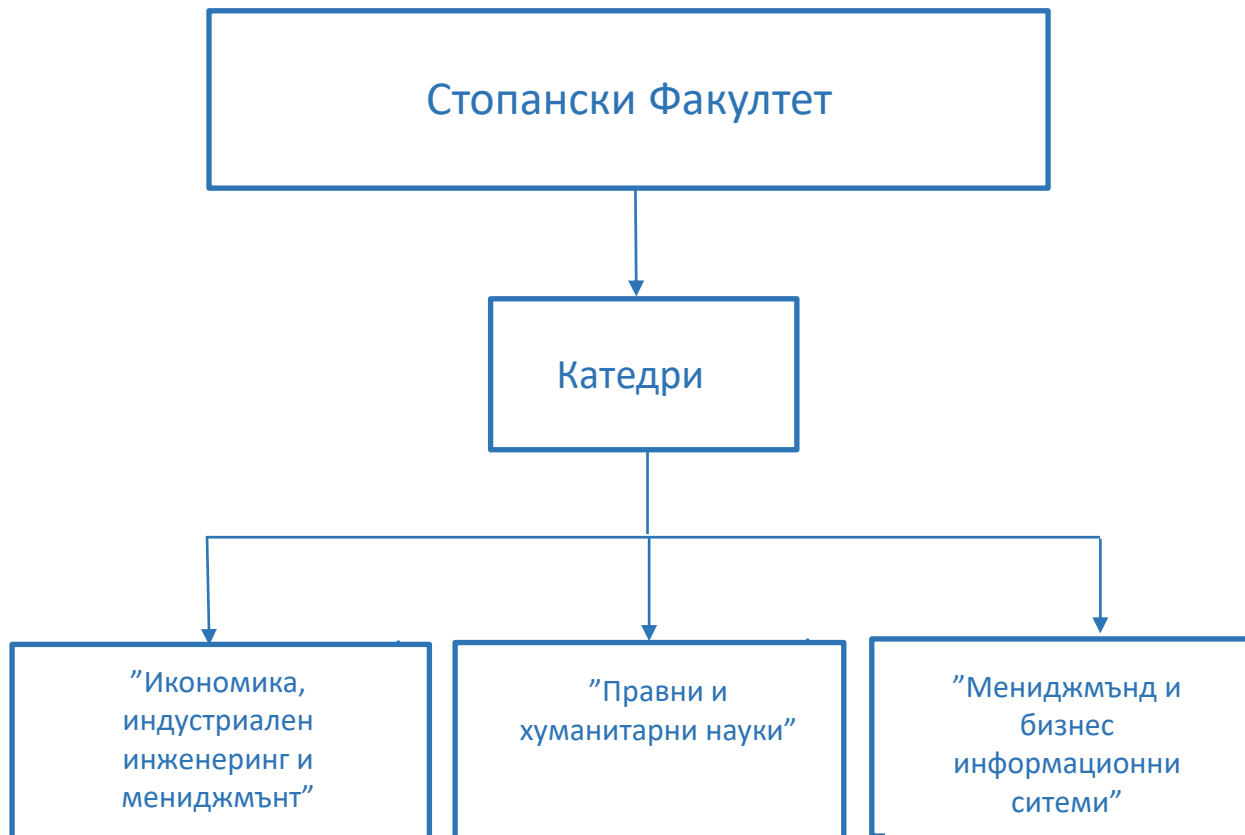 Стопански Факултет
Катедри
”Икономика,
индустриален
инженеринг и
мениджмънт”
”Правни и
хуманитарни науки”
”Мениджмънд и
бизнес
информационни
ситеми”